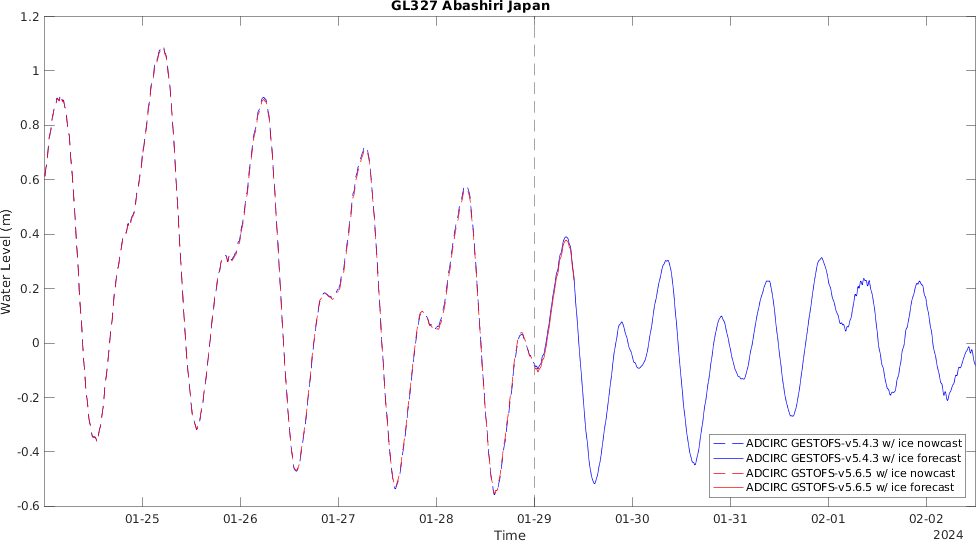 GL327 Abashiri Japan
1.2
1
0.8
0.6
0.4
0.2
0
-0.2
-0.4
-0.6
Water Level (m)
ADCIRC GESTOFS-v5.4.3 w/ ice nowcast
ADCIRC GESTOFS-v5.4.3 w/ ice forecast
ADCIRC GSTOFS-v5.6.5 w/ ice nowcast
ADCIRC GSTOFS-v5.6.5 w/ ice forecast
01-25 01-26 01-27 01-28 01-29 01-30 01-31 02-01 02-02
Time
2024